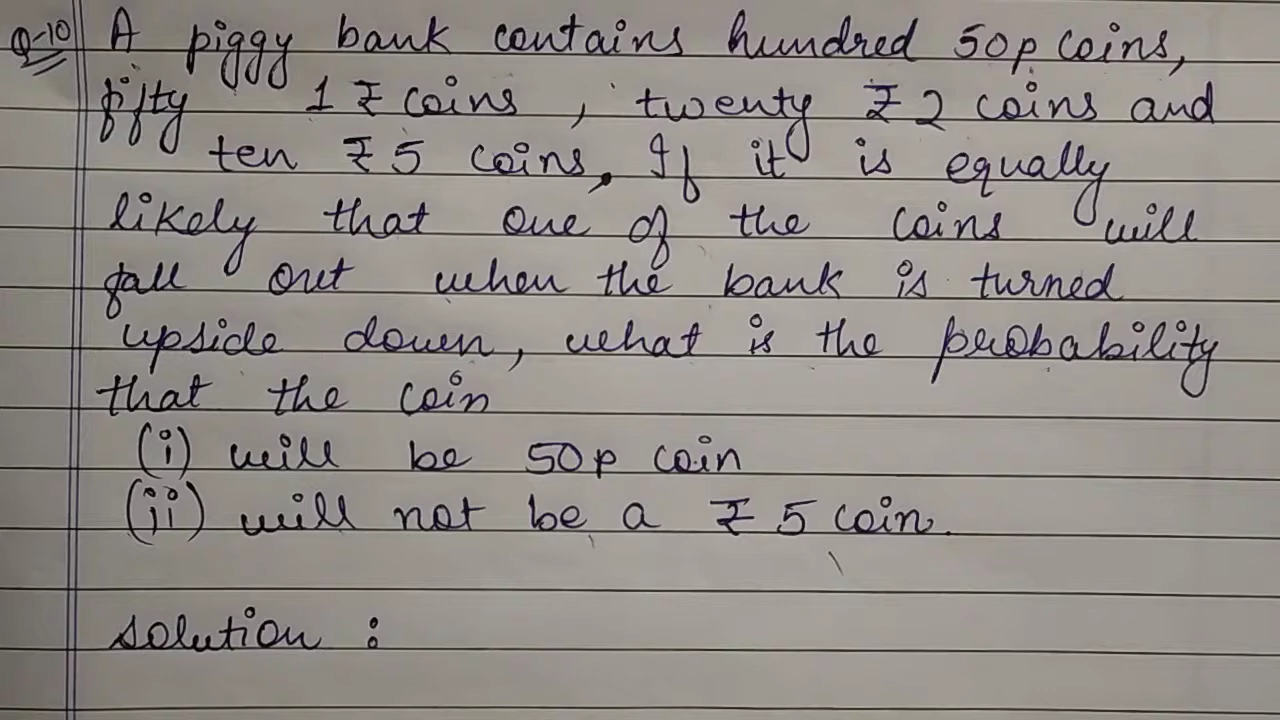 Q-10 A piggy bank contains hundred 50p coins,
fifty 1 ₹ coins , twenty ₹ 2 coins and
ten ₹ 5 coins, If it is equally
likely that one of the coins will
fall out when the bank is turned
upside down, what is the probability
that the coin
(i) will be 50p coin
(ii) will not be a ₹ 5 coin.
solution :